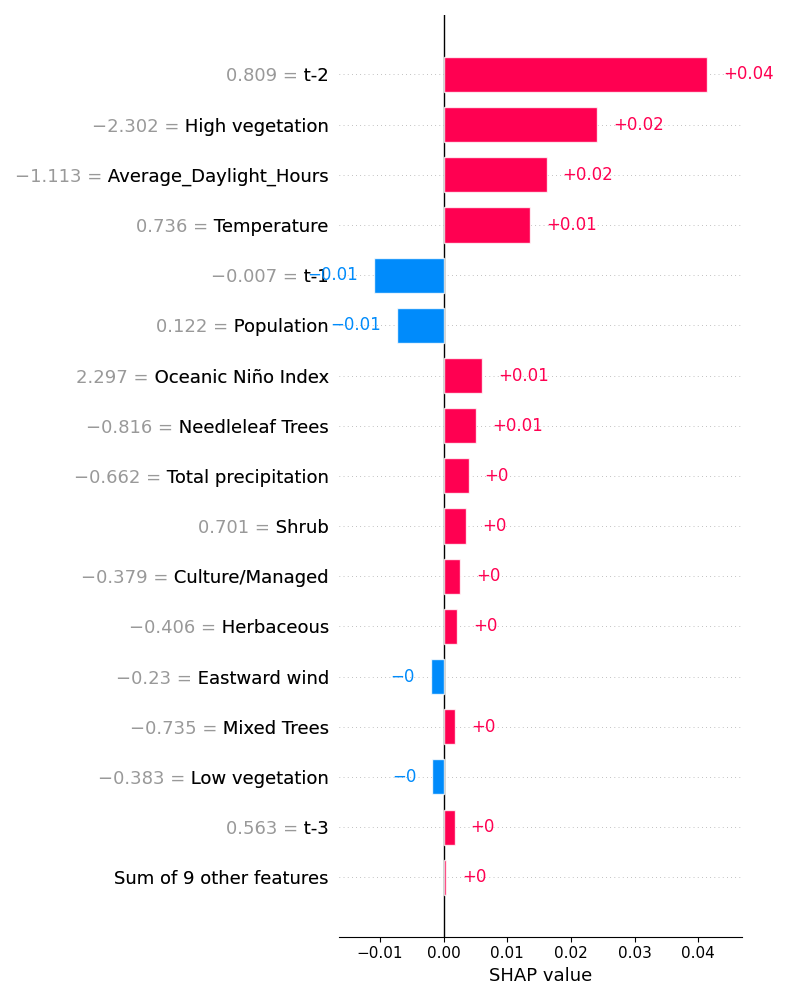 0.809 = t-2 +0.04
−2.302 = High vegetation +0.02
−1.113 = Average_Daylight_Hours +0.02
0.736 = Temperature +0.01
−0.007 = t-1 −0.01
0.122 = Population −0.01
2.297 = Oceanic Niño Index +0.01
−0.816 = Needleleaf Trees +0.01
−0.662 = Total precipitation +0
0.701 = Shrub +0
−0.379 = Culture/Managed +0
−0.406 = Herbaceous +0
−0.23 = Eastward wind −0
−0.735 = Mixed Trees +0
−0.383 = Low vegetation −0
0.563 = t-3 +0
Sum of 9 other features +0
−0.01 0.00 0.01 0.02 0.03 0.04
SHAP value